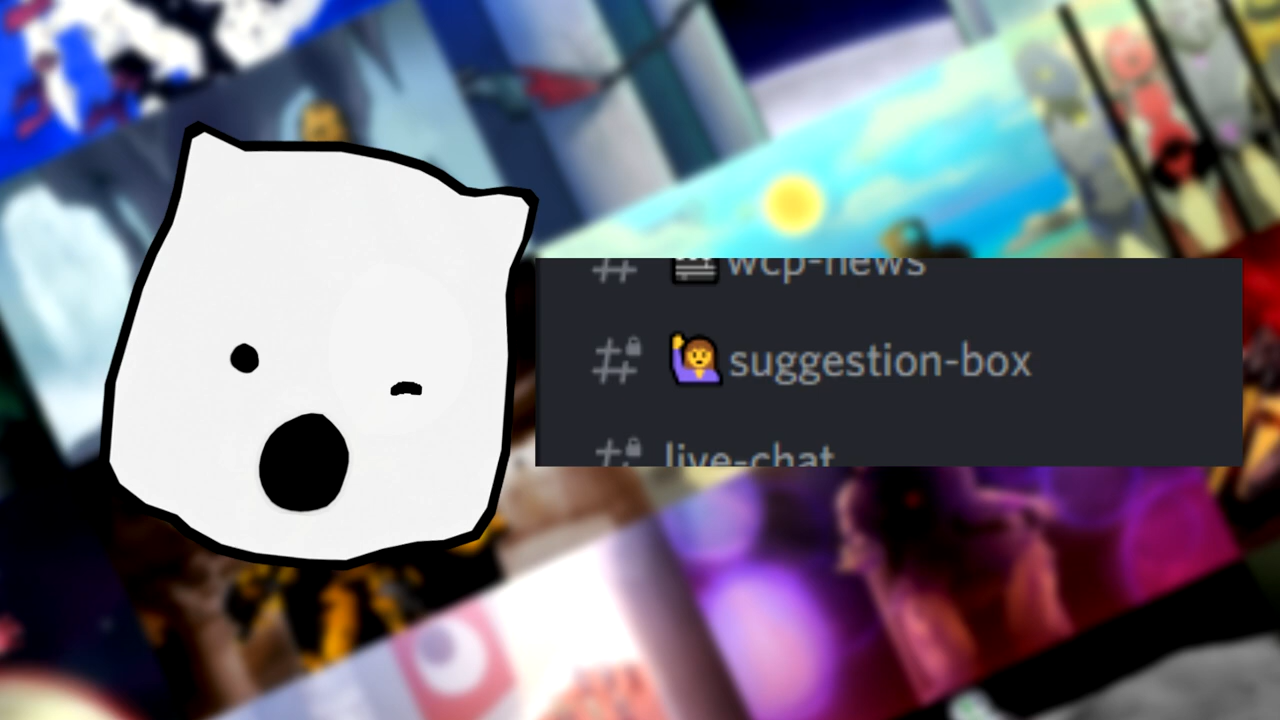 # wcp-news
# suggestion-box
# live-chat